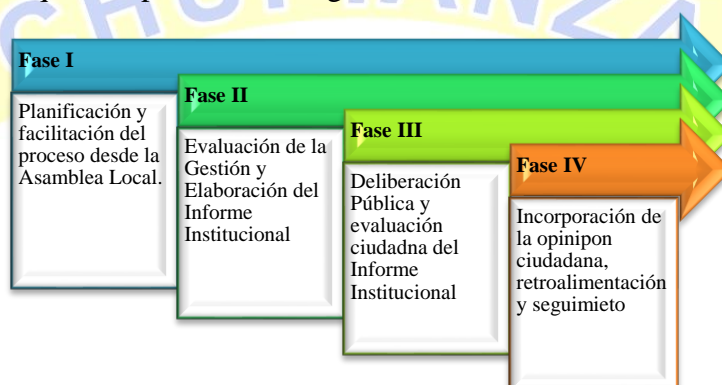 Fase I
Planificación y
facilitación del
proceso desde la
Asamblea Local.
Fase II
Evaluación de la
Gestión y
Elaboración del
Informe
Institucional
Fase III
Deliberación
Pública y
evaluación
ciudadna del
Informe
Institucional
Fase IV
Incorporación de
la opinipon
ciudadana,
retroalimentación
y seguimieto